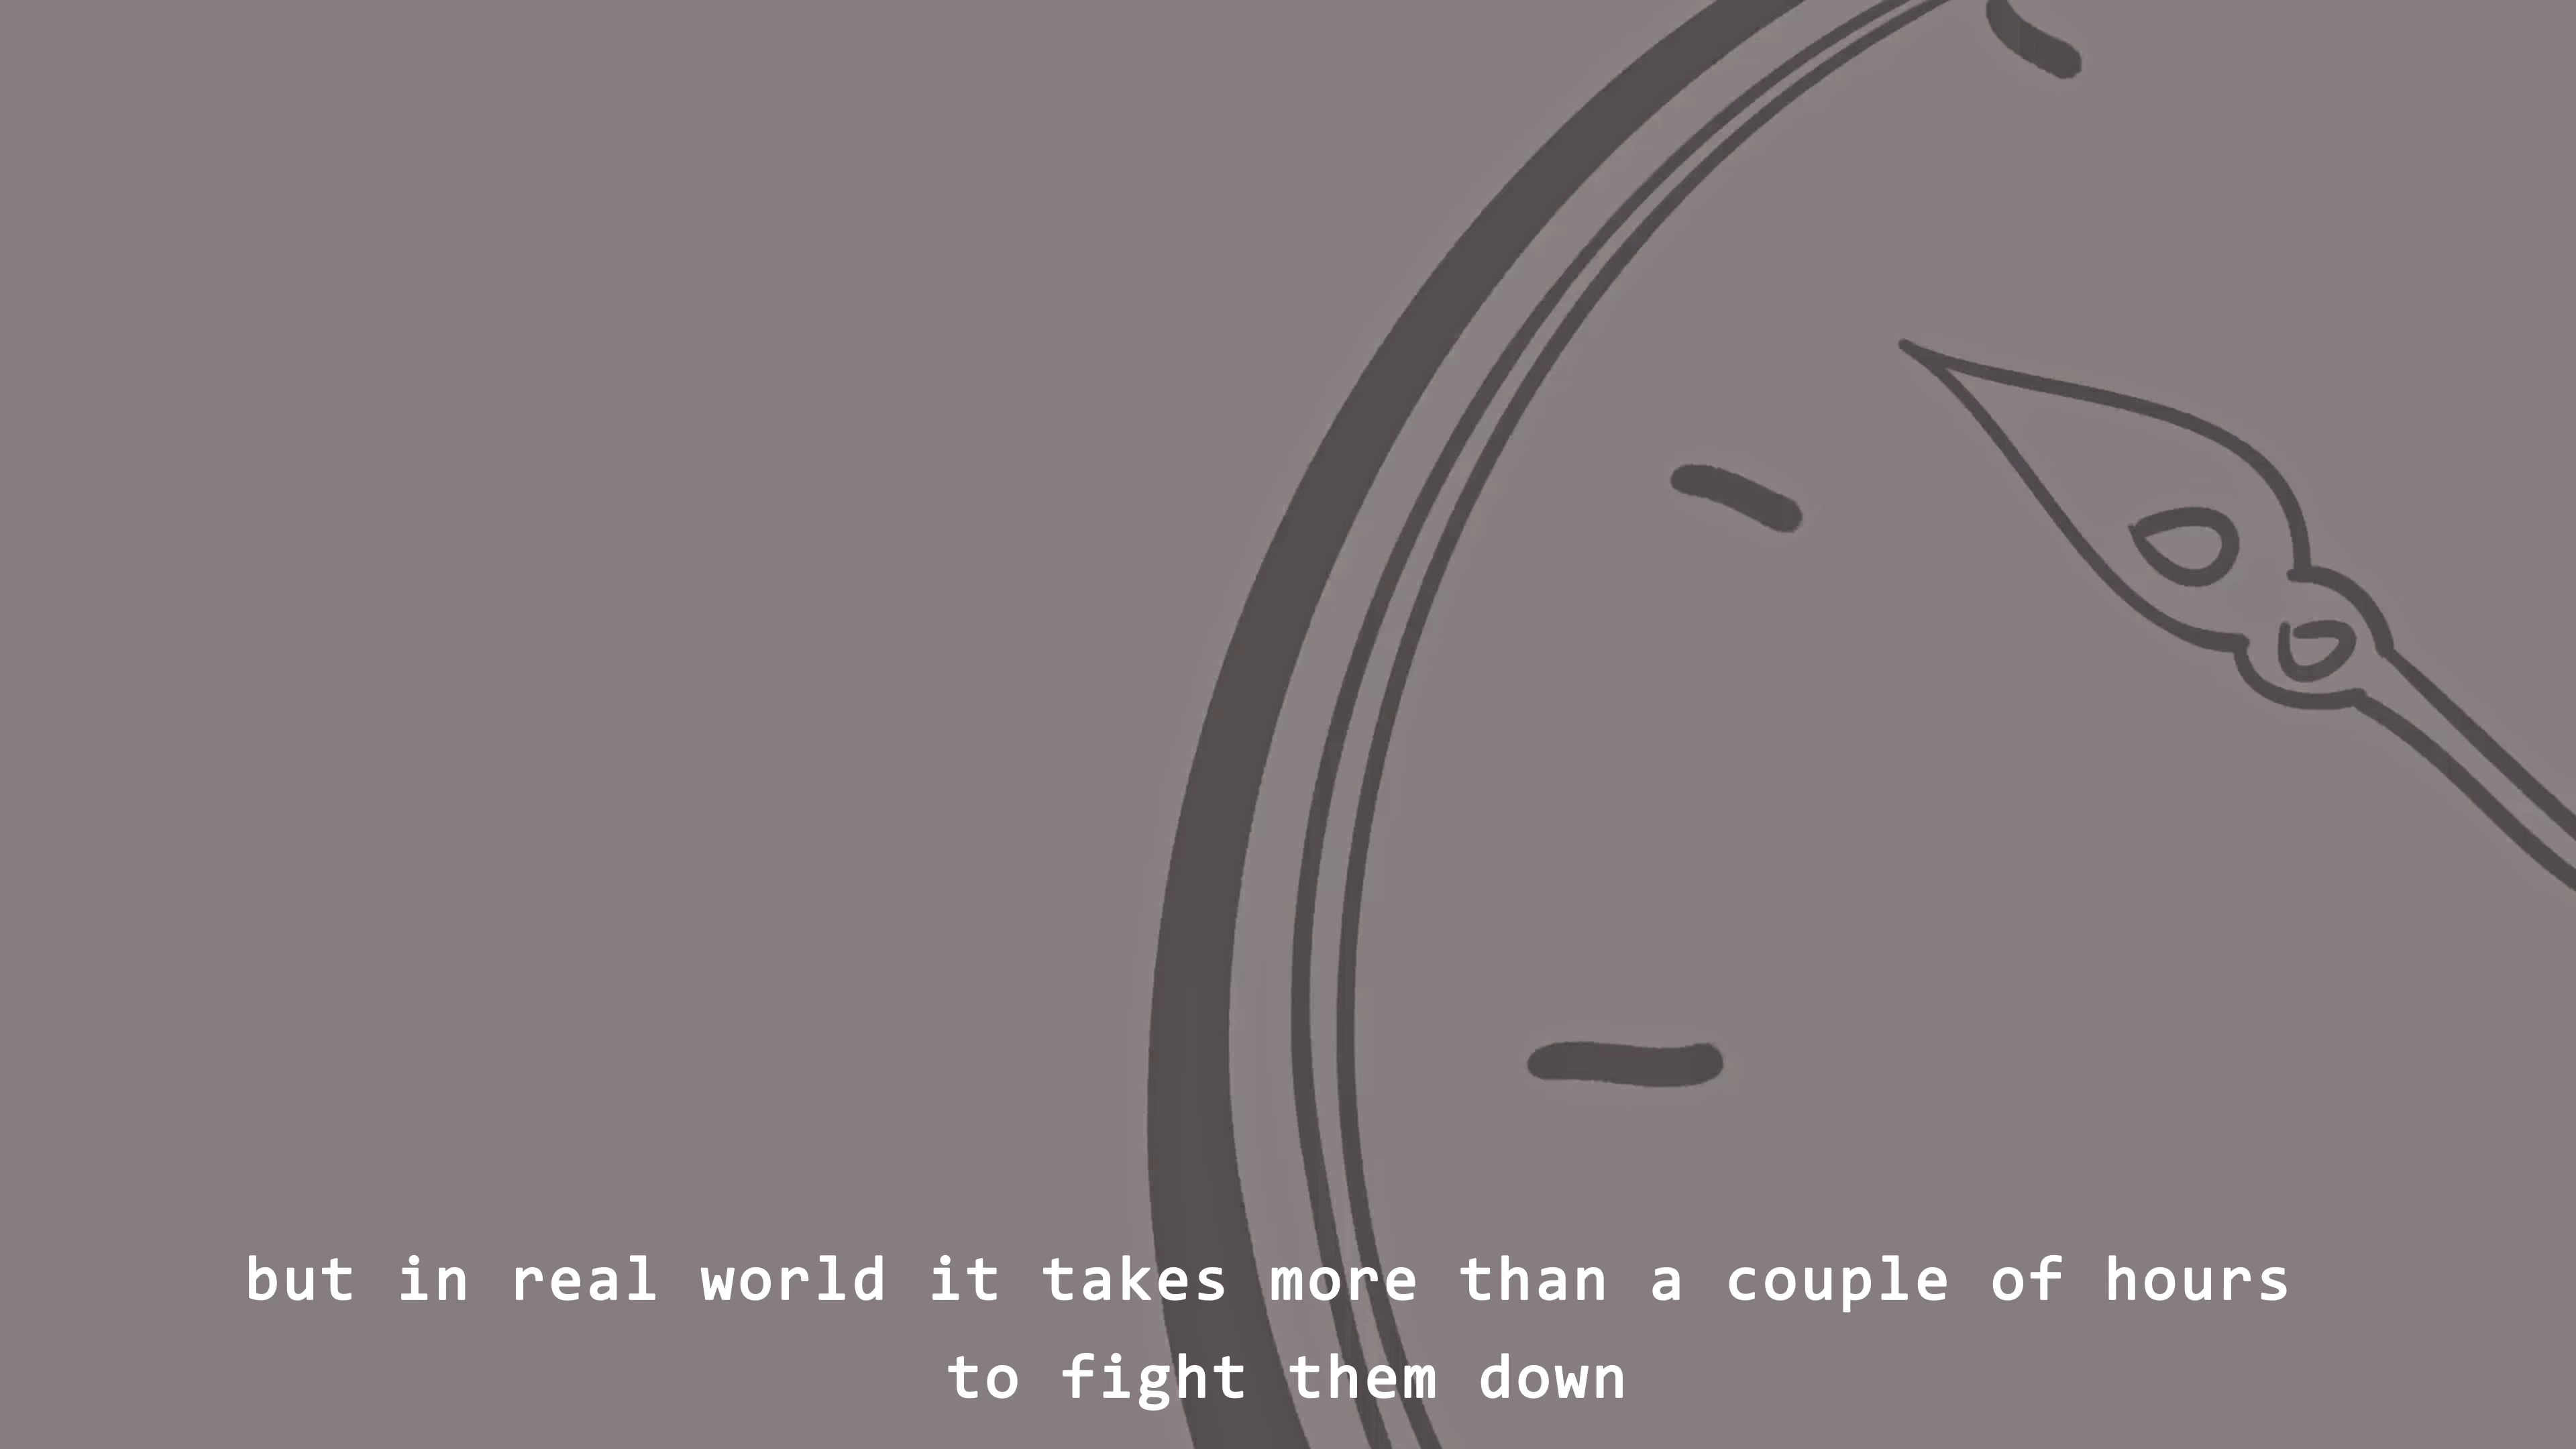 but in real world it takes more than a couple of hours
to fight them down